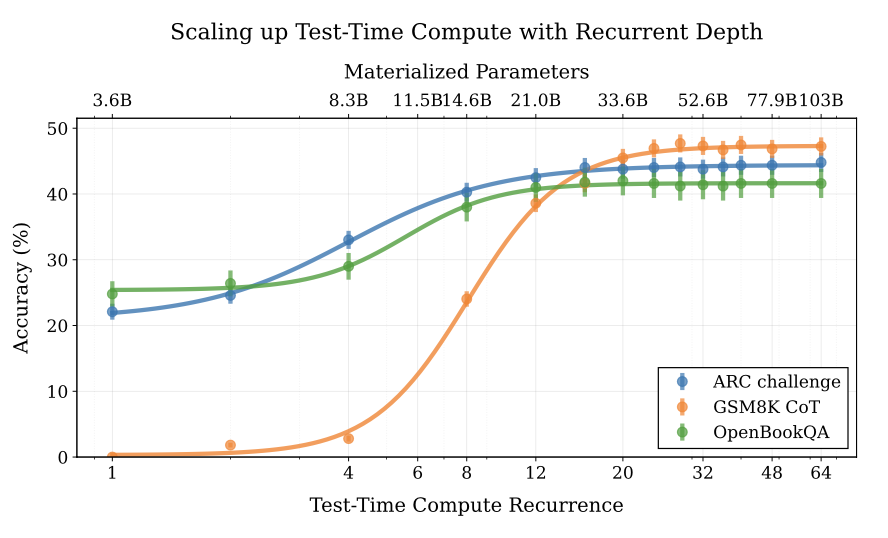 Scaling up Test-Time Compute with Recurrent Depth
Materialized Parameters
3.6B 8.3B 11.5B 14.6B 21.0B 33.6B 52.6B 77.9B 103B
50
40
30
20
10
0
Accuracy (%)
ARC challenge
GSM8K CoT
OpenBookQA
1 4 6 8 12 20 32 48 64
Test-Time Compute Recurrence